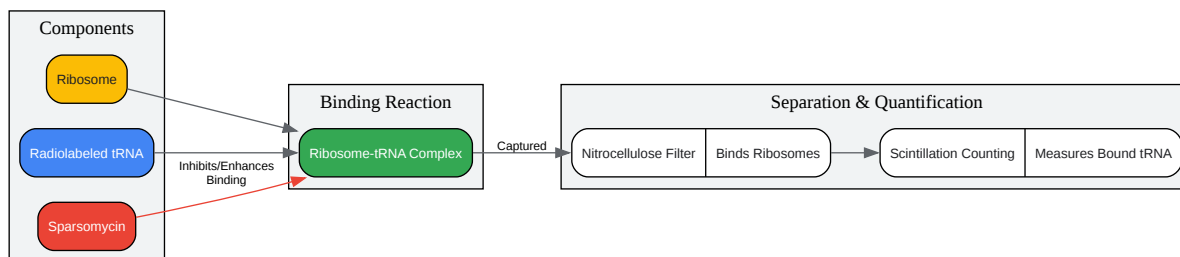 Components
Ribosome
Radiolabeled tRNA
Sparsomycin
Inhibits/Enhances
Binding
Binding Reaction
Ribosome-tRNA Complex
Captured
Separation & Quantification
Nitrocellulose Filter
Binds Ribosomes
Scintillation Counting
Measures Bound tRNA